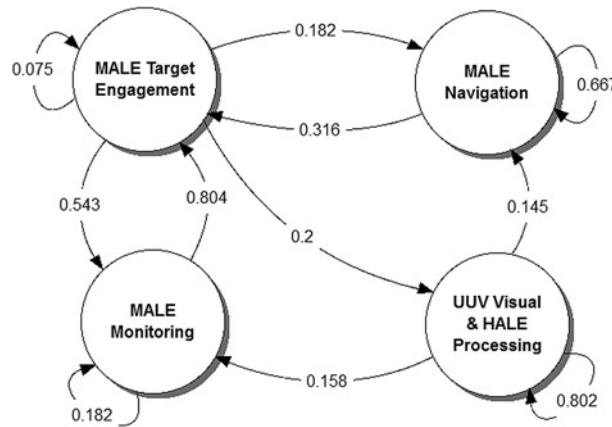 0.182
0.075
MALE Target
Engagement
MALE
Navigation
0.667
0.316
0.543
0.804
0.2
0.145
MALE
Monitoring
UUV Visual
& HALE
Processing
0.158
0.182
0.802